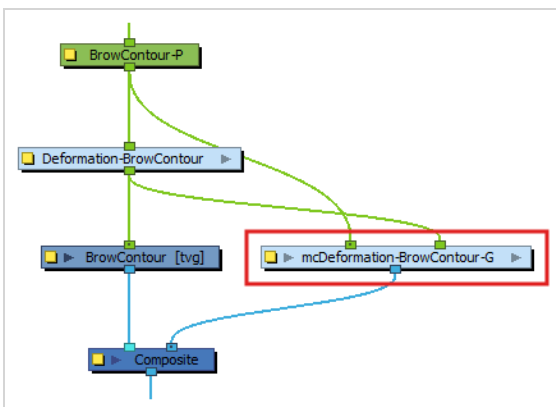 BrowContour-P
Deformation-BrowContour
BrowContour [tvg]
mcDeformation-BrowContour-G
Composite